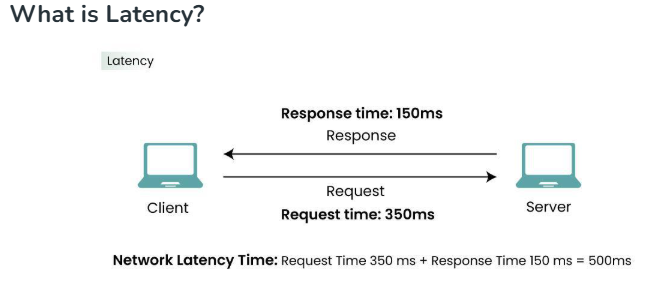 What is Latency?
Latency
Response time: 150ms
Response
Request
Request time: 350ms
Client
Server
Network Latency Time: Request Time 350 ms + Response Time 150 ms = 500ms